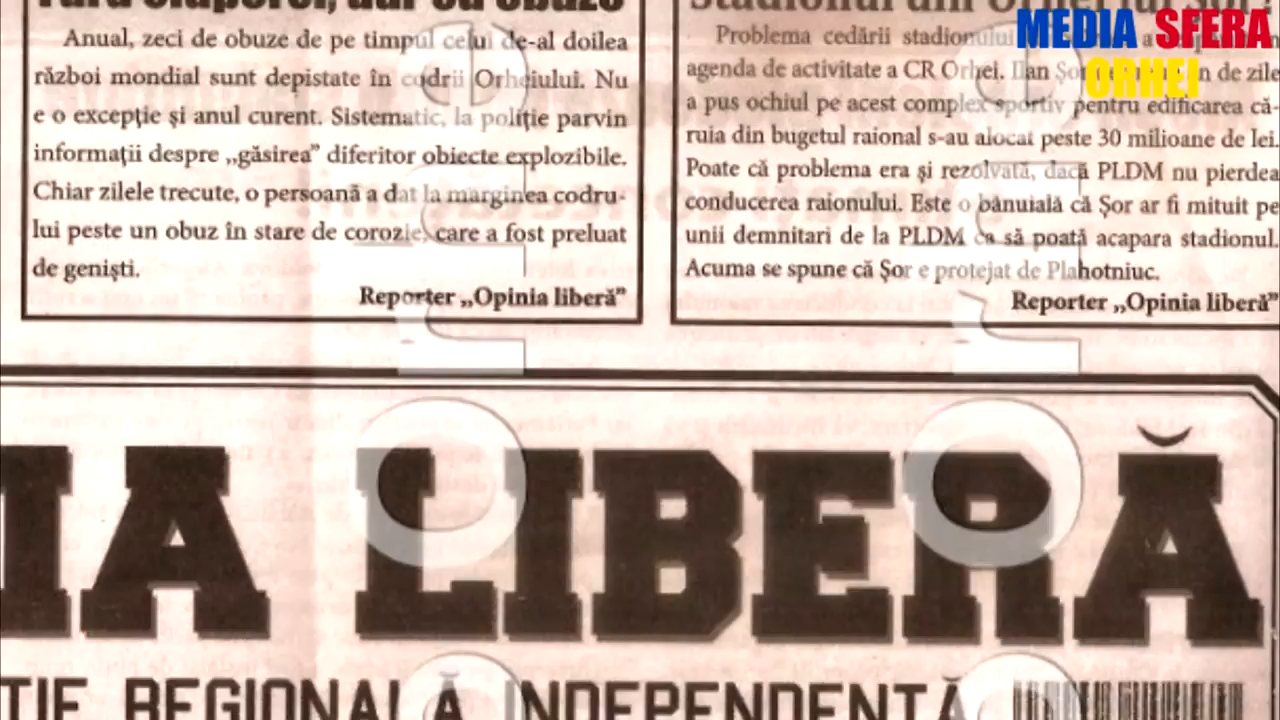 MEDIA SFERA
ORHEI
Anual, zeci de obuze de pe timpul celui de-al doilea
război mondial sunt depistate în codrii Orheiului. Nu
e o excepţie şi anul curent. Sistematic, la poliţie parvin
informaţii despre „găsirea” diferitor obiecte explozibile.
Chiar zilele trecute, o persoană a dat la marginea codru-
lui peste un obuz în stare de corozie, care a fost preluat
de genişti.
Reporter „Opinia liberă”
Stadionul din Orhei
Problema cedării stadionului a
agenda de activitate a CR Orhei. Ilan Şor de zile
a pus ochiul pe acest complex sportiv pentru edificarea că-
ruia din bugetul raional s-au alocat peste 30 milioane de lei.
Poate că problema era şi rezolvată, dacă PLDM nu pierdea
conducerea raionului. Este o bănuială că Şor ar fi mituit pe
unii demnitari de la PLDM ca să poată acapara stadionul.
Acuma se spune că Şor e protejat de Plahotniuc.
Reporter „Opinia liberă”
IA LIBERĂ
ŢIE REGIONALĂ INDEPENDENTĂ